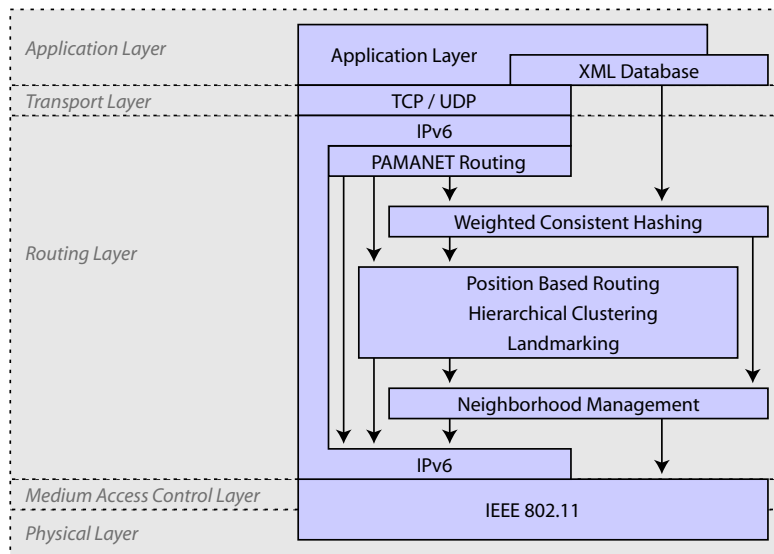 Application Layer
Application Layer
XML Database
Transport Layer
TCP / UDP
IPv6
PAMANET Routing
Weighted Consistent Hashing
Routing Layer
Position Based Routing
Hierarchical Clustering
Landmarking
Neighborhood Management
IPv6
Medium Access Control Layer
IEEE 802.11
Physical Layer